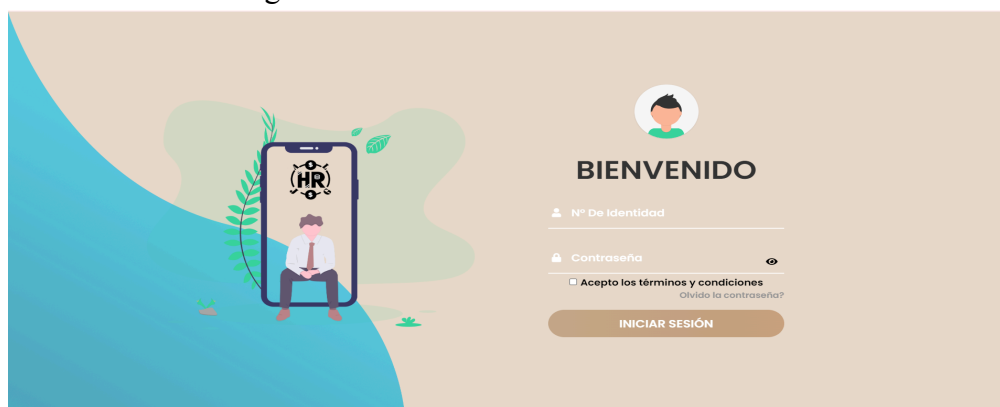 HR
BIENVENIDO
Nº De Identidad
Contraseña
Acepto los términos y condiciones
Olvido la contraseña?
INICIAR SESIÓN